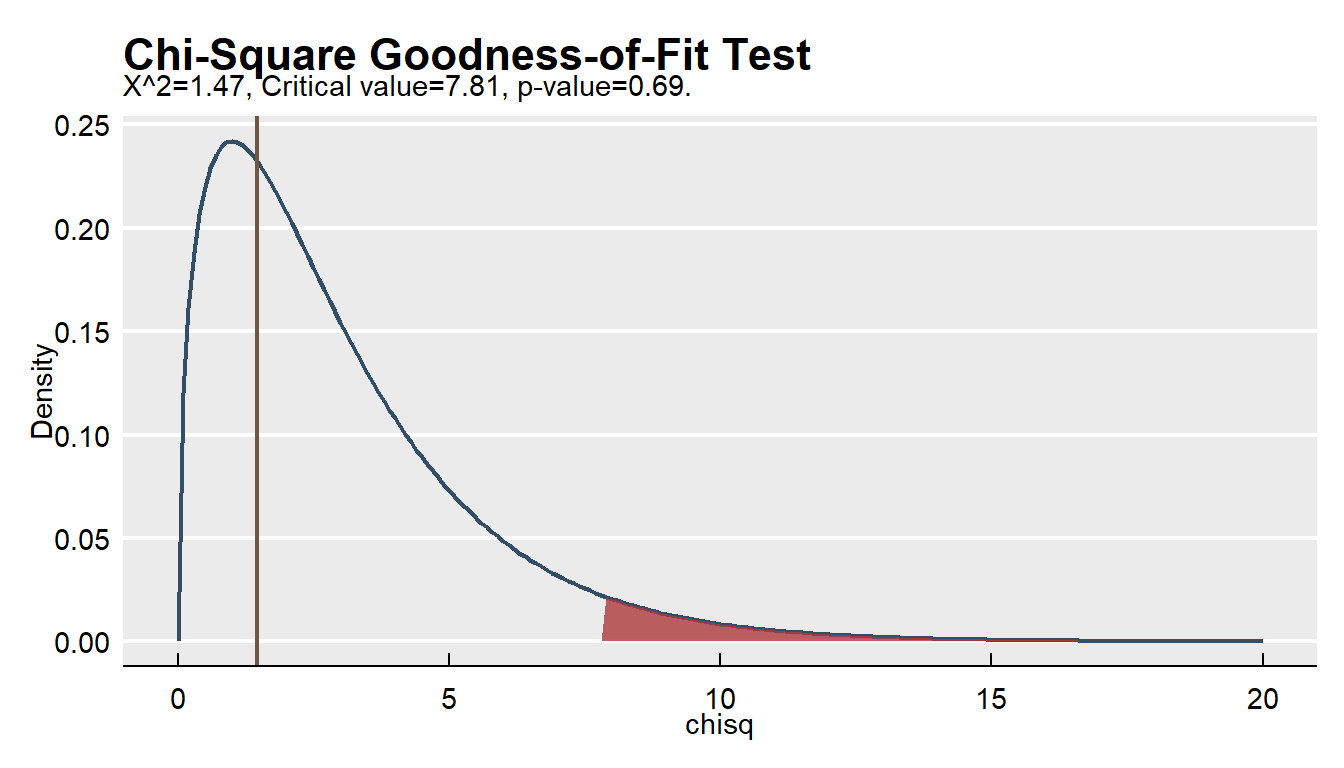 Chi-Square Goodness-of-Fit Test
X^2=1.47, Critical value=7.81, p-value=0.69.
0.25
0.20
0.15
0.10
0.05
0.00
Density
0 5 10 15 20
chisq